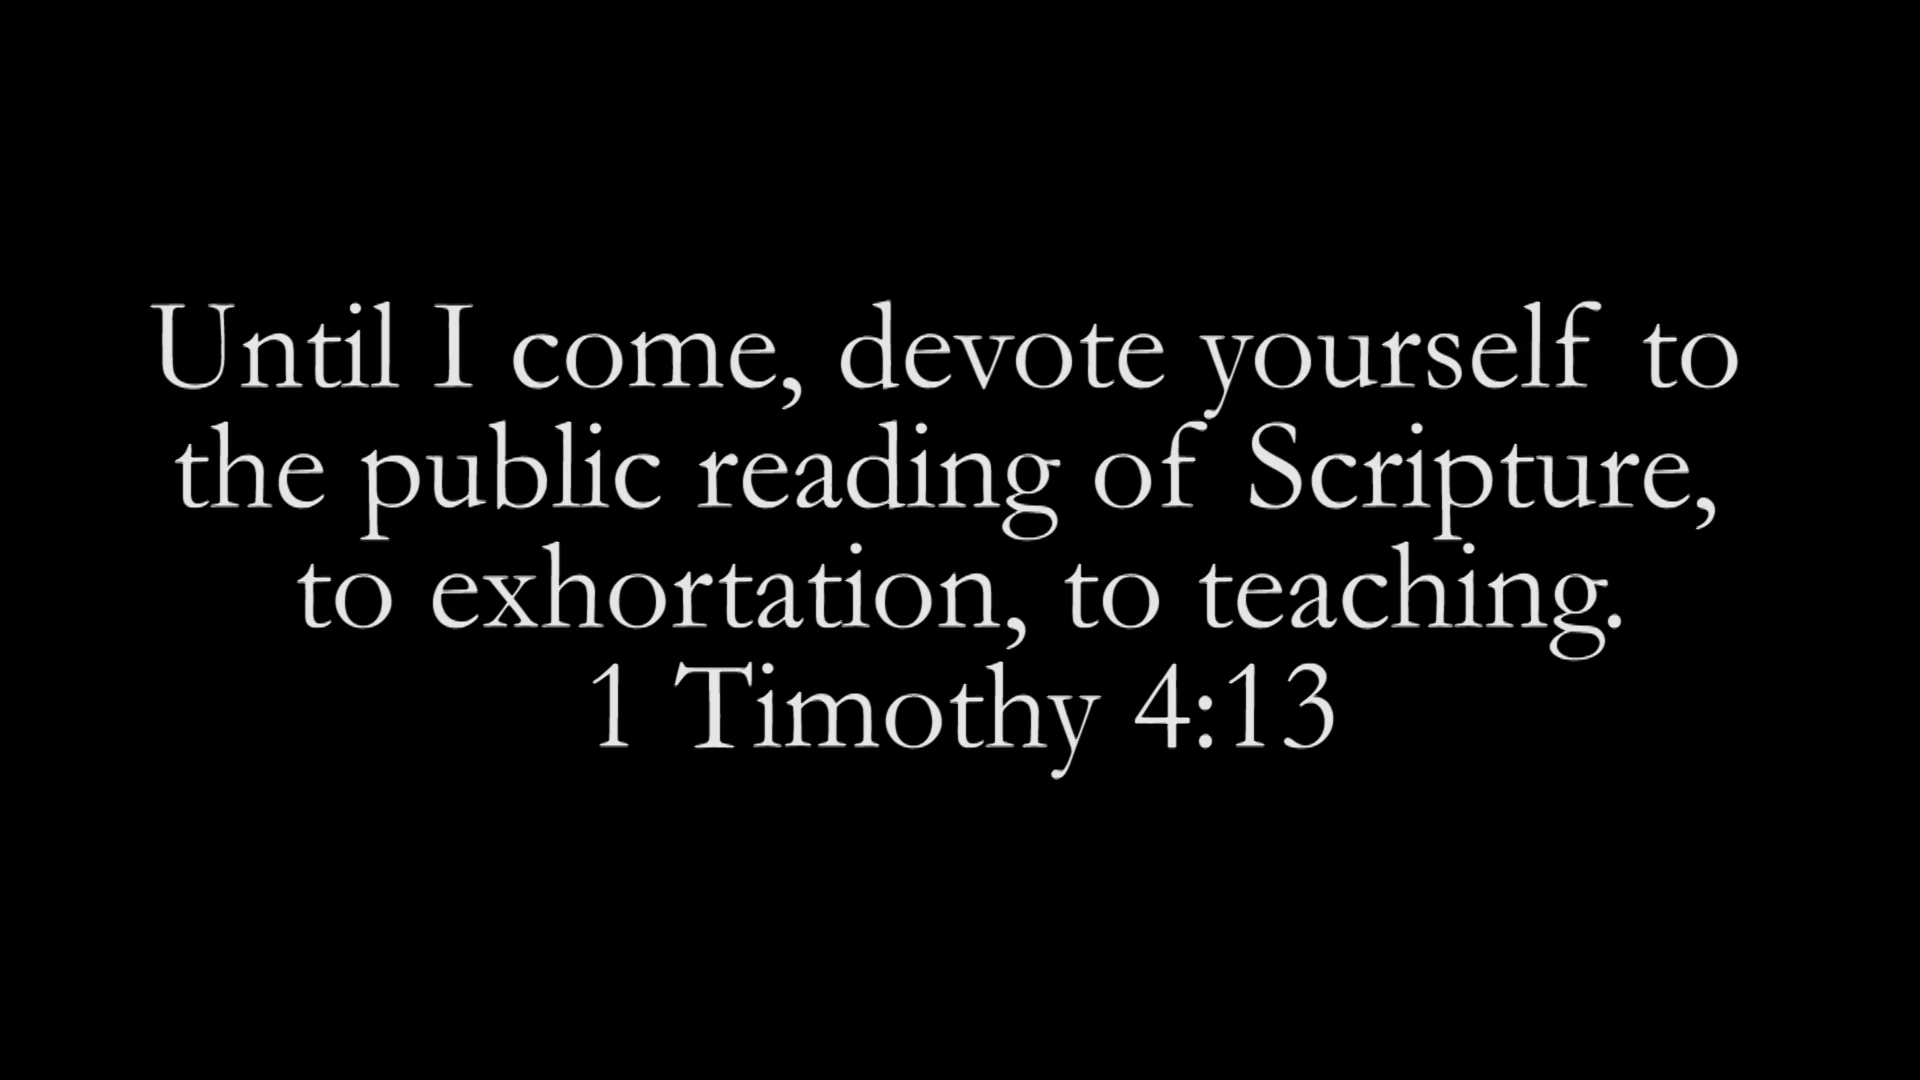 Until I come, devote yourself to
the public reading of Scripture,
to exhortation, to teaching.
1 Timothy 4:13